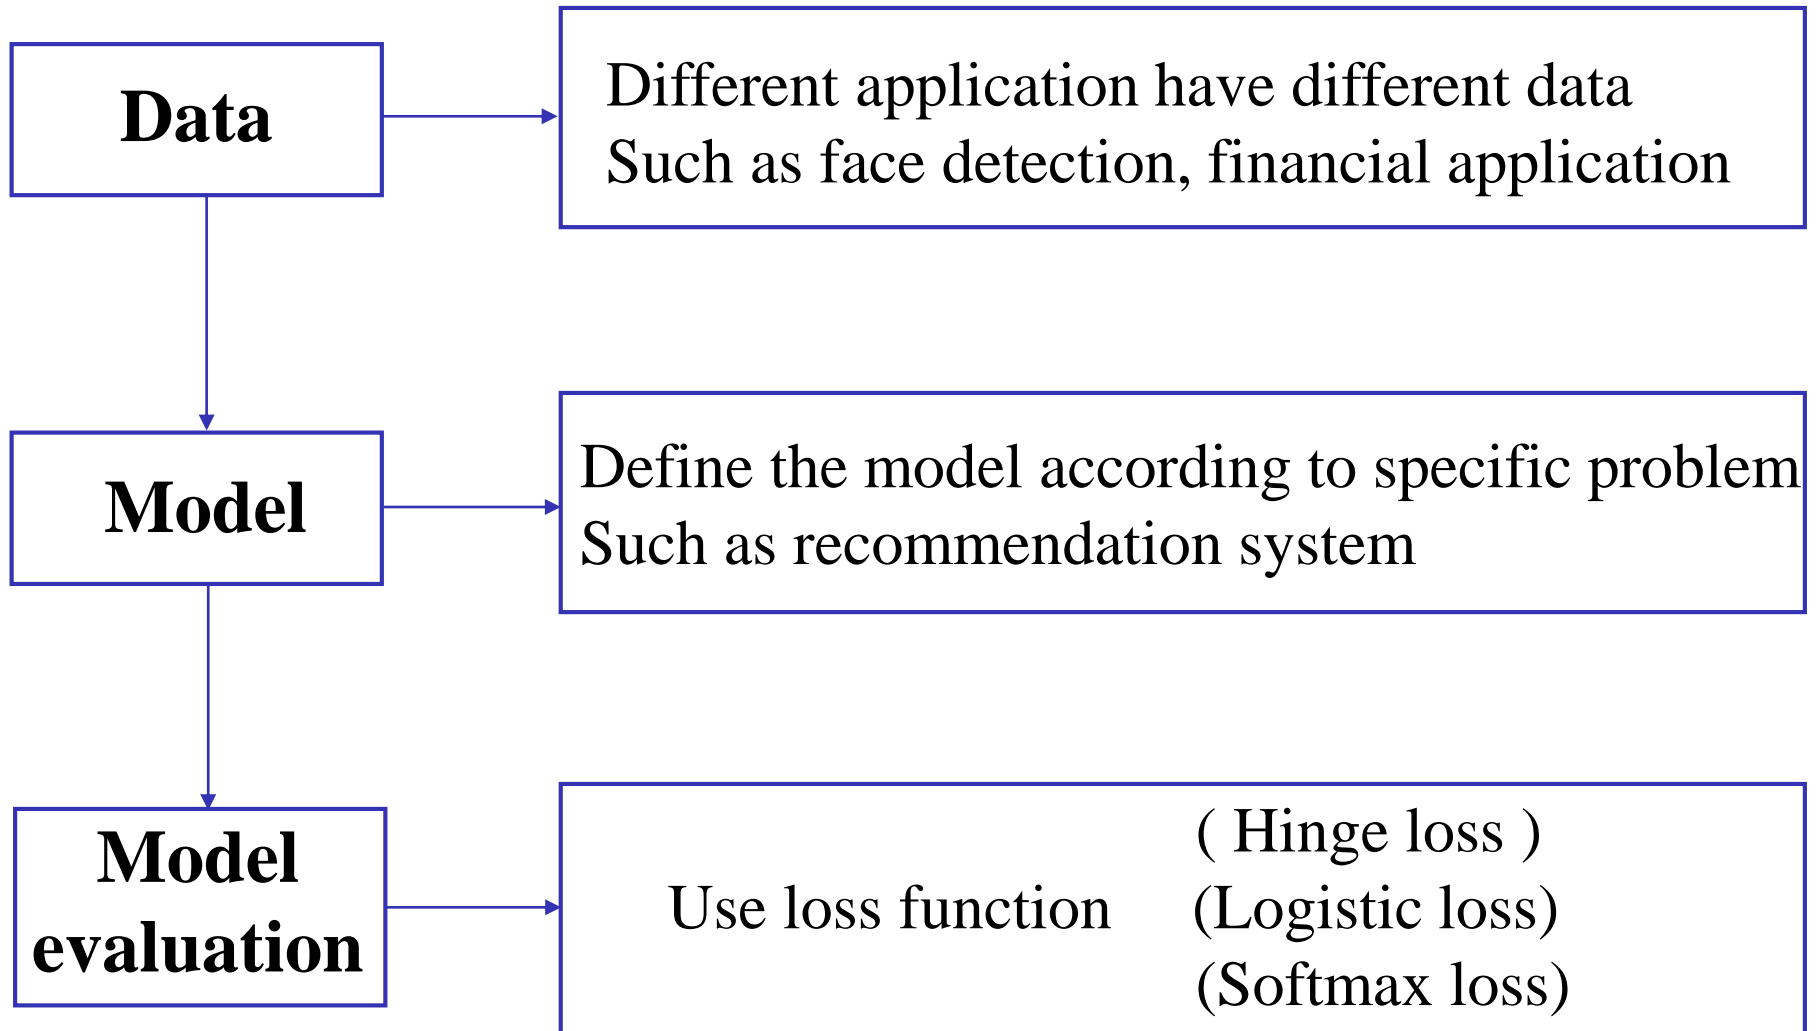 Data
Different application have different data
Such as face detection, financial application
Model
Define the model according to specific problem
Such as recommendation system
Model
evaluation
( Hinge loss )
Use loss function (Logistic loss)
(Softmax loss)